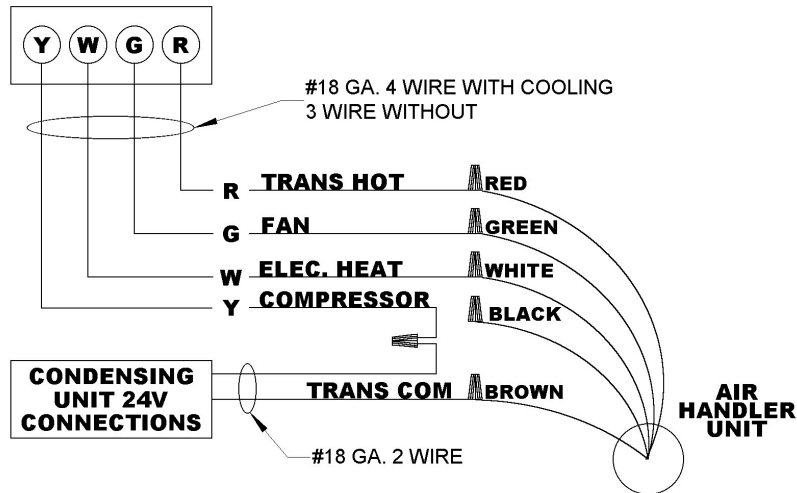 Y W G R
#18 GA. 4 WIRE WITH COOLING
3 WIRE WITHOUT
R TRANS HOT RED
G FAN GREEN
W ELEC. HEAT WHITE
Y COMPRESSOR
BLACK
CONDENSING
UNIT 24V
CONNECTIONS
TRANS COM BROWN
AIR
HANDLER
UNIT
#18 GA. 2 WIRE